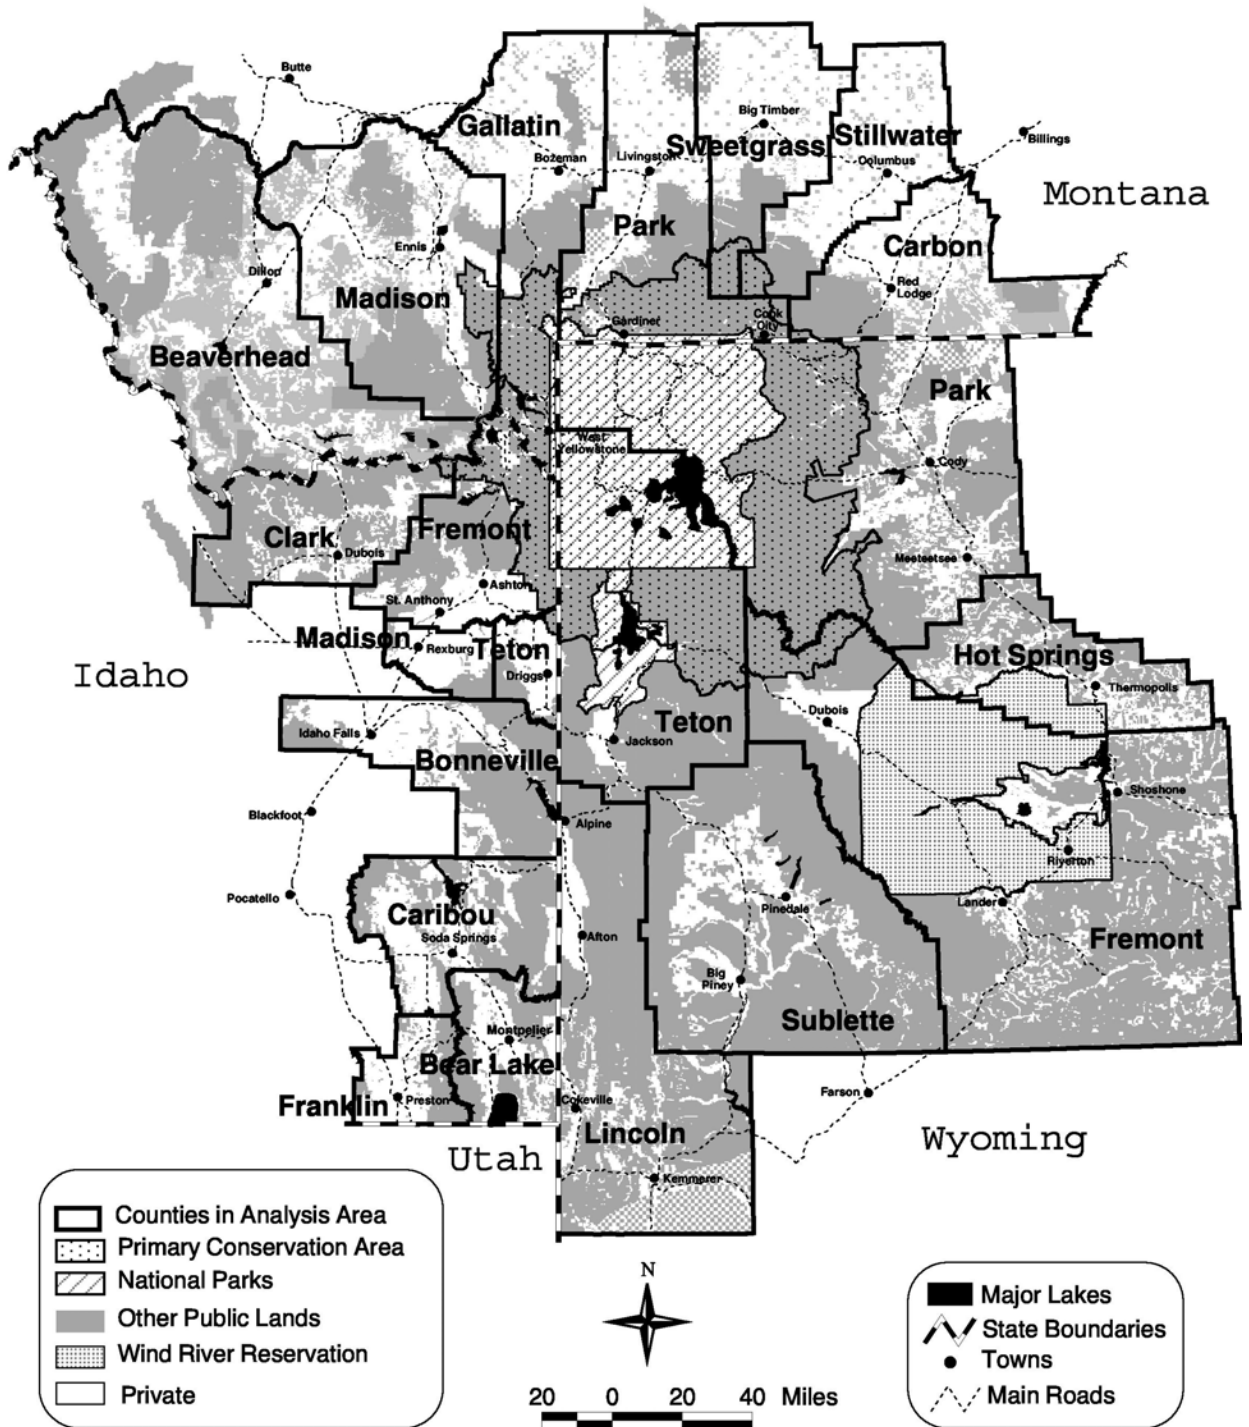 Butte
Gallatin
Big Timber
Sweetgrass
Stillwater
Billings
Bozeman
Livingston
Columbus
Montana
Park
Carbon
Ennis
Dillon
Madison
Red
Lodge
Gardiner
Cook
City
Beaverhead
Park
West
Yellowstone
Cody
Clark
Fremont
Dubois
Meeteetse
Ashton
St. Anthony
Madison
Rexburg
Teton
Idaho
Driggs
Hot Springs
Thermopolis
Dubois
Teton
Idaho Falls
Jackson
Bonneville
Shoshone
Blackfoot
Alpine
Riverton
Pocatello
Pinedale
Lander
Caribou
Soda Springs
Afton
Fremont
Big
Piney
Sublette
Montpelier
Bear Lake
Franklin
Preston
Cokeville
Farson
Lincoln
Wyoming
Utah
Kemmerer
Counties in Analysis Area
Primary Conservation Area
National Parks
Other Public Lands
Wind River Reservation
Private
N
20 0 20 40 Miles
Major Lakes
State Boundaries
Towns
Main Roads